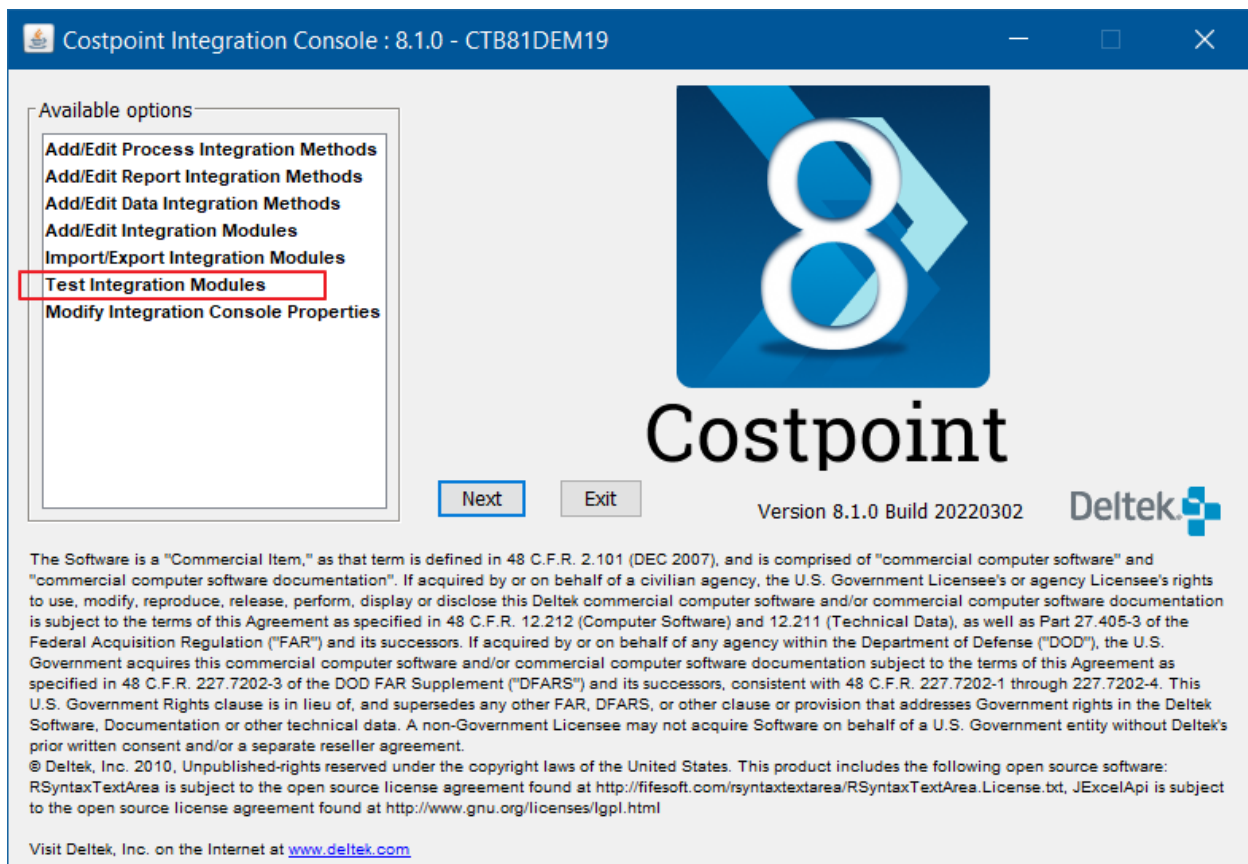 Costpoint Integration Console : 8.1.0 - CTB81DEM19
Available options
Add/Edit Process Integration Methods
Add/Edit Report Integration Methods
Add/Edit Data Integration Methods
Add/Edit Integration Modules
Import/Export Integration Modules
Test Integration Modules
Modify Integration Console Properties
8
Costpoint
Next
Exit
Version 8.1.0 Build 20220302
Deltek.
The Software is a "Commercial Item," as that term is defined in 48 C.F.R. 2.101 (DEC 2007), and is comprised of "commercial computer software" and
"commercial computer software documentation". If acquired by or on behalf of a civilian agency, the U.S. Government Licensee's or agency Licensee's rights
to use, modify, reproduce, release, perform, display or disclose this Deltek commercial computer software and/or commercial computer software documentation
is subject to the terms of this Agreement as specified in 48 C.F.R. 12.212 (Computer Software) and 12.211 (Technical Data), as well as Part 27.405-3 of the
Federal Acquisition Regulation ("FAR") and its successors. If acquired by or on behalf of any agency within the Department of Defense ("DOD"), the U.S.
Government acquires this commercial computer software and/or commercial computer software documentation subject to the terms of this Agreement as
specified in 48 C.F.R. 227.7202-3 of the DOD FAR Supplement ("DFARS") and its successors, consistent with 48 C.F.R. 227.7202-1 through 227.7202-4. This
U.S. Government Rights clause is in lieu of, and supersedes any other FAR, DFARS, or other clause or provision that addresses Government rights in the Deltek
Software, Documentation or other technical data. A non-Government Licensee may not acquire Software on behalf of a U.S. Government entity without Deltek's
prior written consent and/or a separate reseller agreement.
© Deltek, Inc. 2010, Unpublished-rights reserved under the copyright laws of the United States. This product includes the following open source software:
RSyntaxTextArea is subject to the open source license agreement found at http://fifesoft.com/rsyntaxtextarea/RSyntaxTextArea.License.txt, JExcelApi is subject
to the open source license agreement found at http://www.gnu.org/licenses/lgpl.html
Visit Deltek, Inc. on the Internet at www.deltek.com